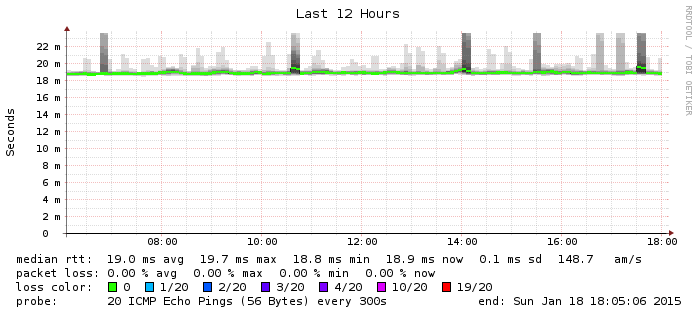 Last 12 Hours
RRDTOOL / TOBI OETIKER
Seconds
22 m
20 m
18 m
16 m
14 m
12 m
10 m
8 m
6 m
4 m
2 m
0
08:00 10:00 12:00 14:00 16:00 18:00
median rtt: 19.0 ms avg 19.7 ms max 18.8 ms min 18.9 ms now 0.1 ms sd 148.7 am/s
packet loss: 0.00 % avg 0.00 % max 0.00 % min 0.00 % now
loss color: 0 1/20 2/20 3/20 4/20 10/20 19/20
probe: 20 ICMP Echo Pings (56 Bytes) every 300s end: Sun Jan 18 18:05:06 2015